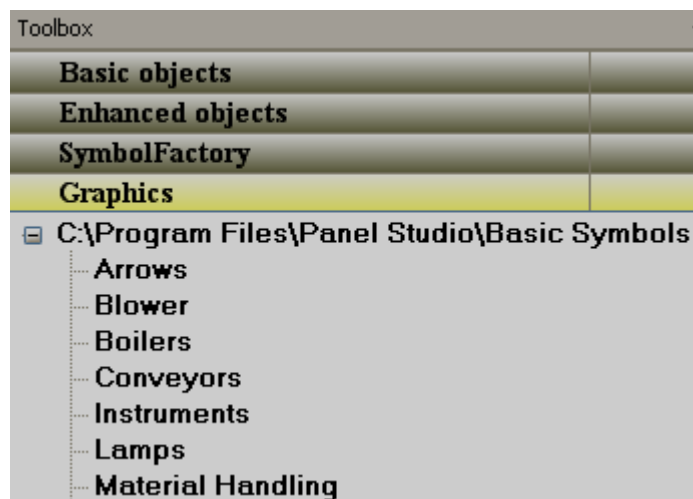 Toolbox
Basic objects
Enhanced objects
SymbolFactory
Graphics
C:\Program Files\Panel Studio\Basic Symbols
Arrows
Blower
Boilers
Conveyors
Instruments
Lamps
Material Handling